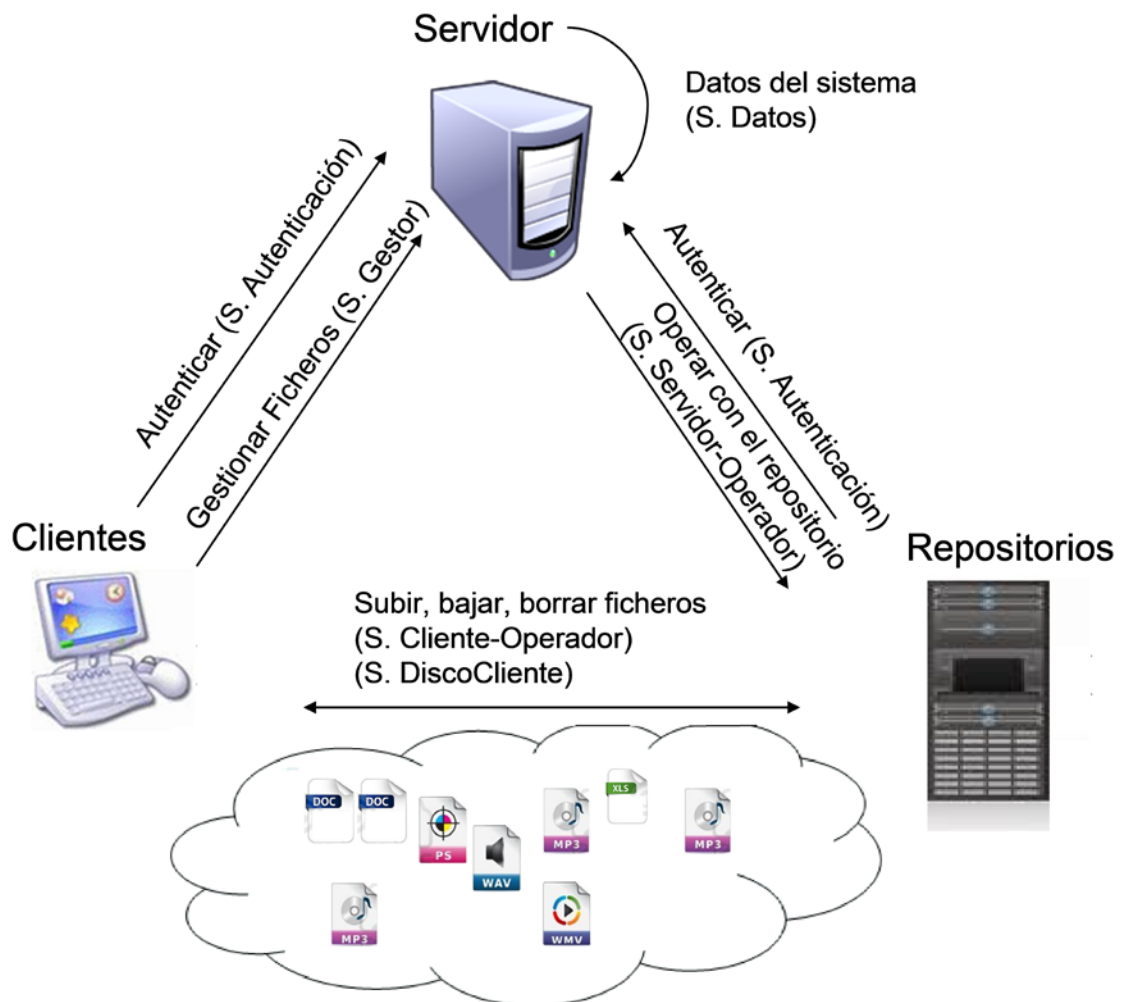 Servidor
Datos del sistema
(S. Datos)
Autenticar (S. Autenticación)
Gestionar Ficheros (S. Gestor)
Autenticar (S. Autenticación)
Operar con el repositorio
(S. Servidor-Operador)
Clientes
Repositorios
Subir, bajar, borrar ficheros
(S. Cliente-Operador)
(S. DiscoCliente)
DOC
DOC
PS
WAV
MP3
XLS
MP3
MP3
WMV